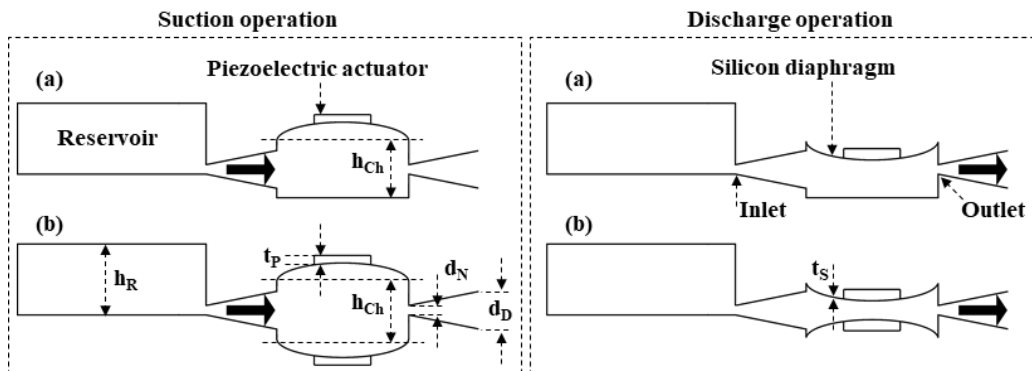 Suction operation
Discharge operation
(a)
Piezoelectric actuator
Reservoir
h_Ch
(a)
Silicon diaphragm
Inlet
Outlet
(b)
h_R
t_P
h_Ch
d_N
d_D
(b)
t_S